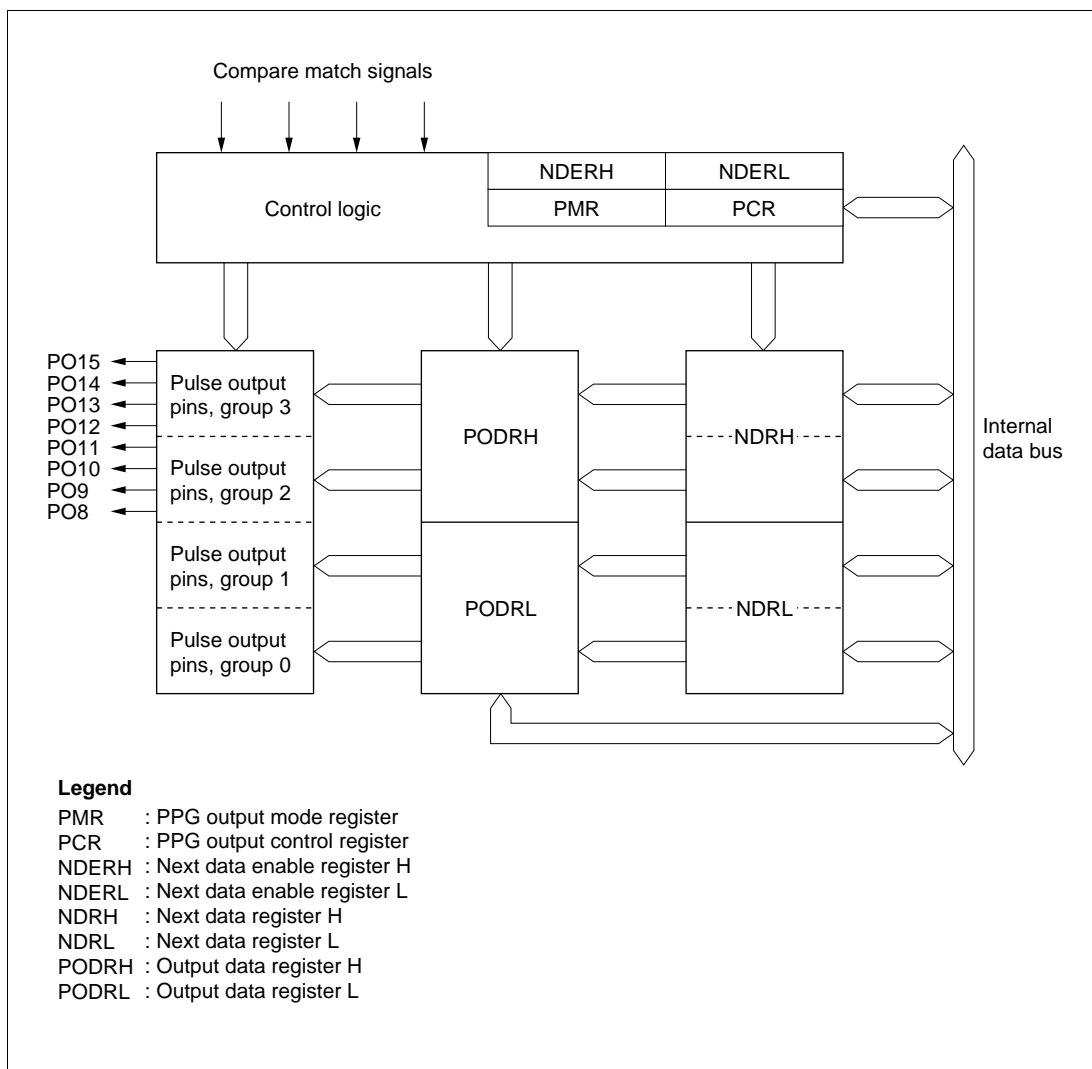 Compare match signals
NDERH NDERL
Control logic PMR PCR
PO15
PO14
PO13
PO12
PO11
PO10
PO9
PO8
Pulse output
pins, group 3
Pulse output
pins, group 2
Pulse output
pins, group 1
Pulse output
pins, group 0
PODRH
PODRL
NDRH
NDRL
Internal
data bus
Legend
PMR : PPG output mode register
PCR : PPG output control register
NDERH : Next data enable register H
NDERL : Next data enable register L
NDRH : Next data register H
NDRL : Next data register L
PODRH : Output data register H
PODRL : Output data register L